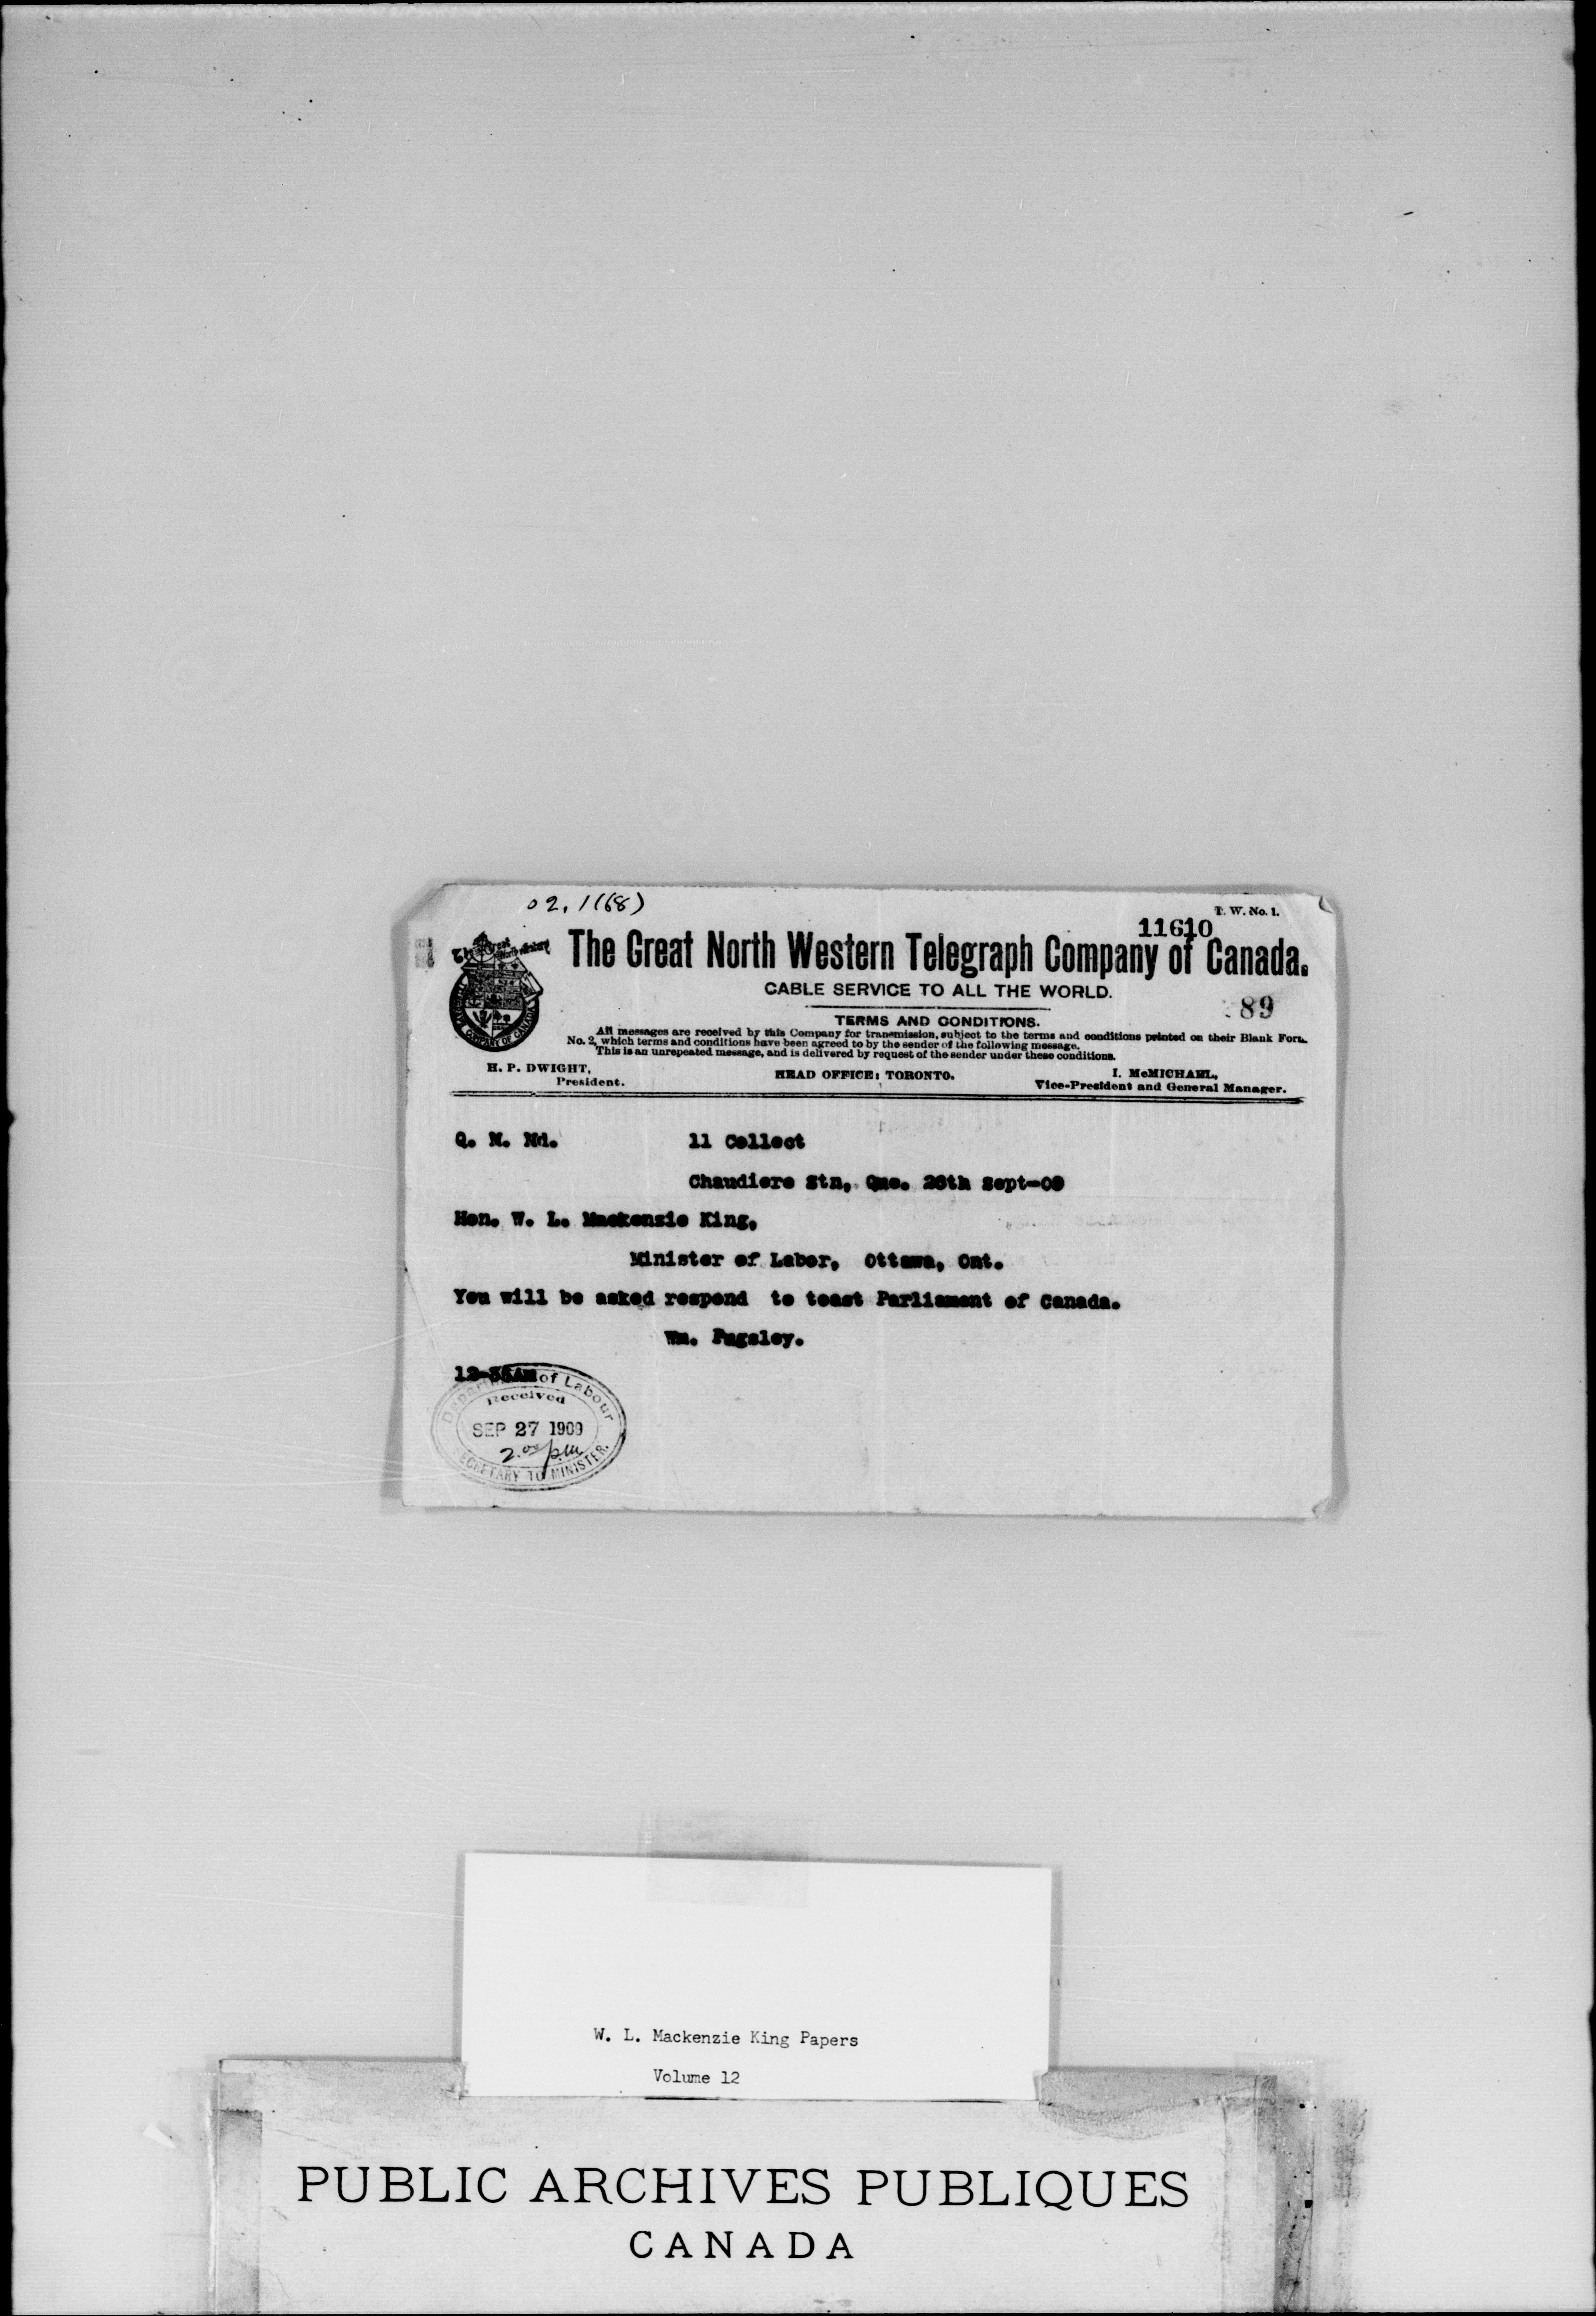 02.1(68)
T. W. No. 1.
11610
The Great North Western Telegraph Company of Canada.
CABLE SERVICE TO ALL THE WORLD.
89
TERMS AND CONDITIONS.
All messages are received by this Company for transmission, subject to the terms and conditions printed on their Blank Form
No. 2, which terms and conditions have been agreed to by the sender of the following message.
This is an unrepeated message, and is delivered by request of the sender under these conditions.
H. P. DWIGHT,
President.
HEAD OFFICE: TORONTO.
I. McMICHAEL,
Vice-President and General Manager.
Q. M. Md. 11 Collect
Chaudiere Stn, Que. 26th Sept-09
Hon. W. L. Mackenzie King,
Minister of Labor, Ottawa, Ont.
You will be asked respond to toast Parliament of Canada.
Wm. Pugsley.
12-35AM
Department of Labour
Received
SEP 27 1909
2.00 pm
SECRETARY TO MINISTER.
W. L. Mackenzie King Papers
Volume 12
PUBLIC ARCHIVES PUBLIQUES
CANADA